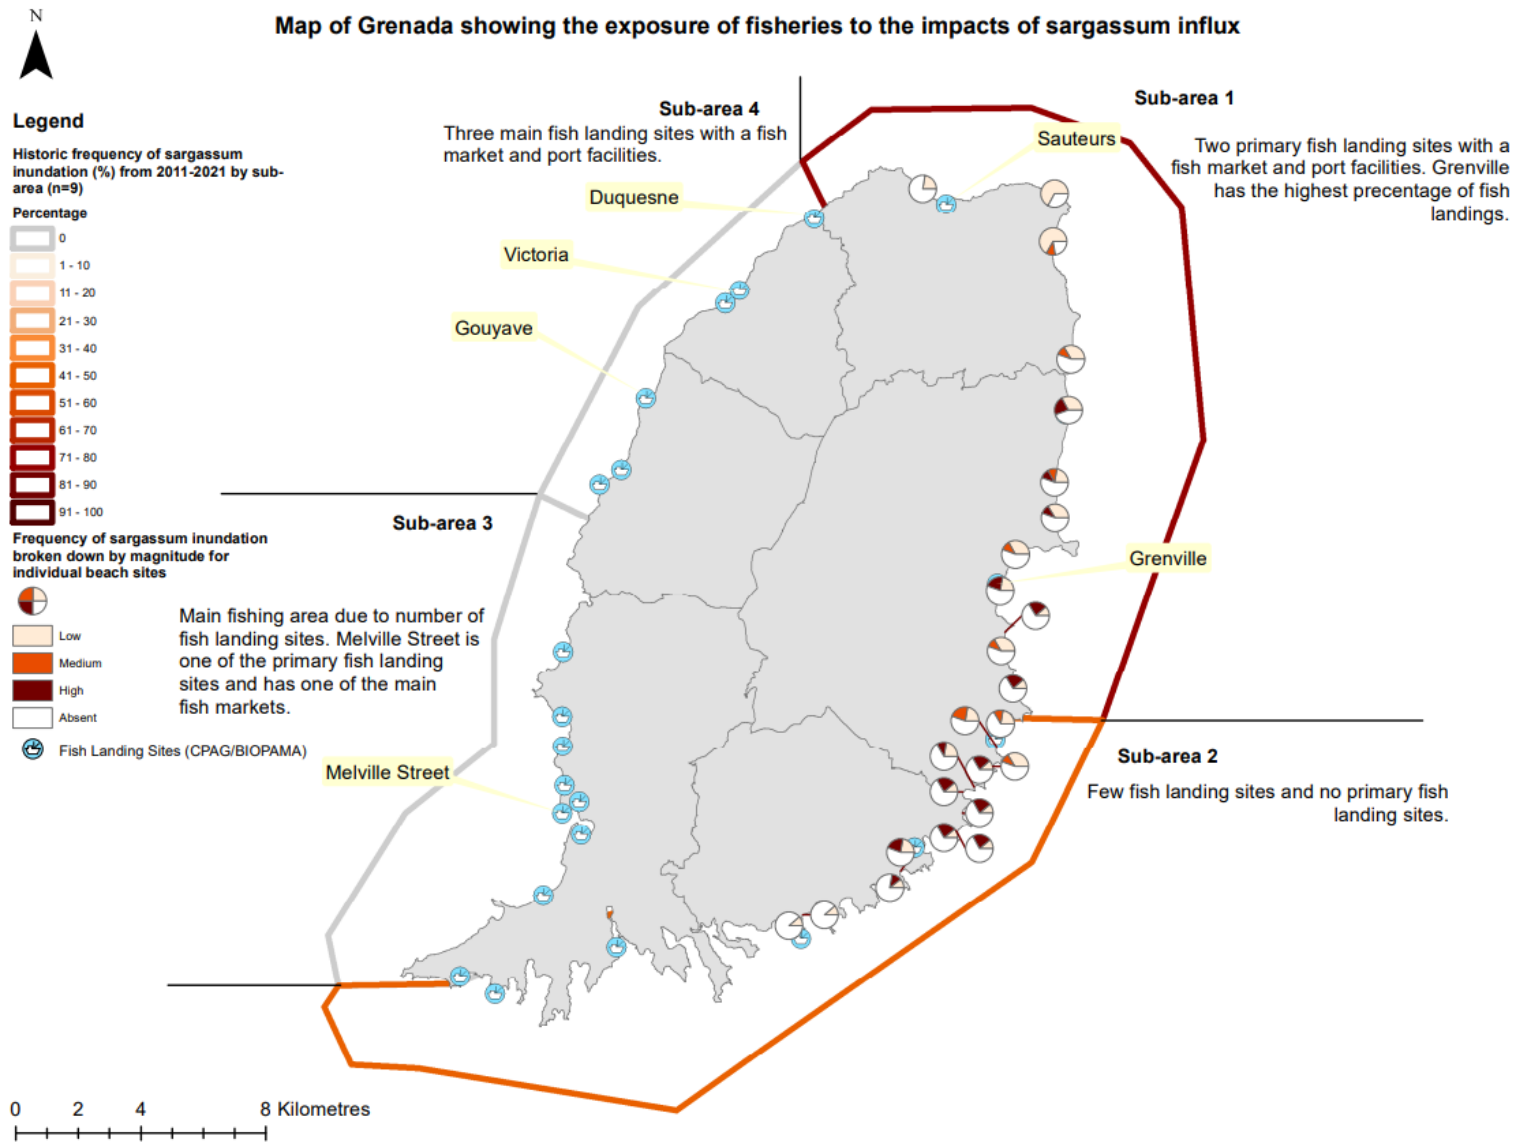 N
Map of Grenada showing the exposure of fisheries to the impacts of sargassum influx
Legend
Historic frequency of sargassum
inundation (%) from 2011-2021 by sub-
area (n=9)
Percentage
0
1 - 10
11 - 20
21 - 30
31 - 40
41 - 50
51 - 60
61 - 70
71 - 80
81 - 90
91 - 100
Frequency of sargassum inundation
broken down by magnitude for
individual beach sites
Low
Medium
High
Absent
Fish Landing Sites (CPAG/BIOPAMA)
Sub-area 4
Three main fish landing sites with a fish
market and port facilities.
Sub-area 1
Two primary fish landing sites with a
fish market and port facilities. Grenville
has the highest precentage of fish
landings.
Sauteurs
Duquesne
Victoria
Gouyave
Sub-area 3
Main fishing area due to number of
fish landing sites. Melville Street is
one of the primary fish landing
sites and has one of the main
fish markets.
Grenville
Melville Street
Sub-area 2
Few fish landing sites and no primary fish
landing sites.
0 2 4 8 Kilometres